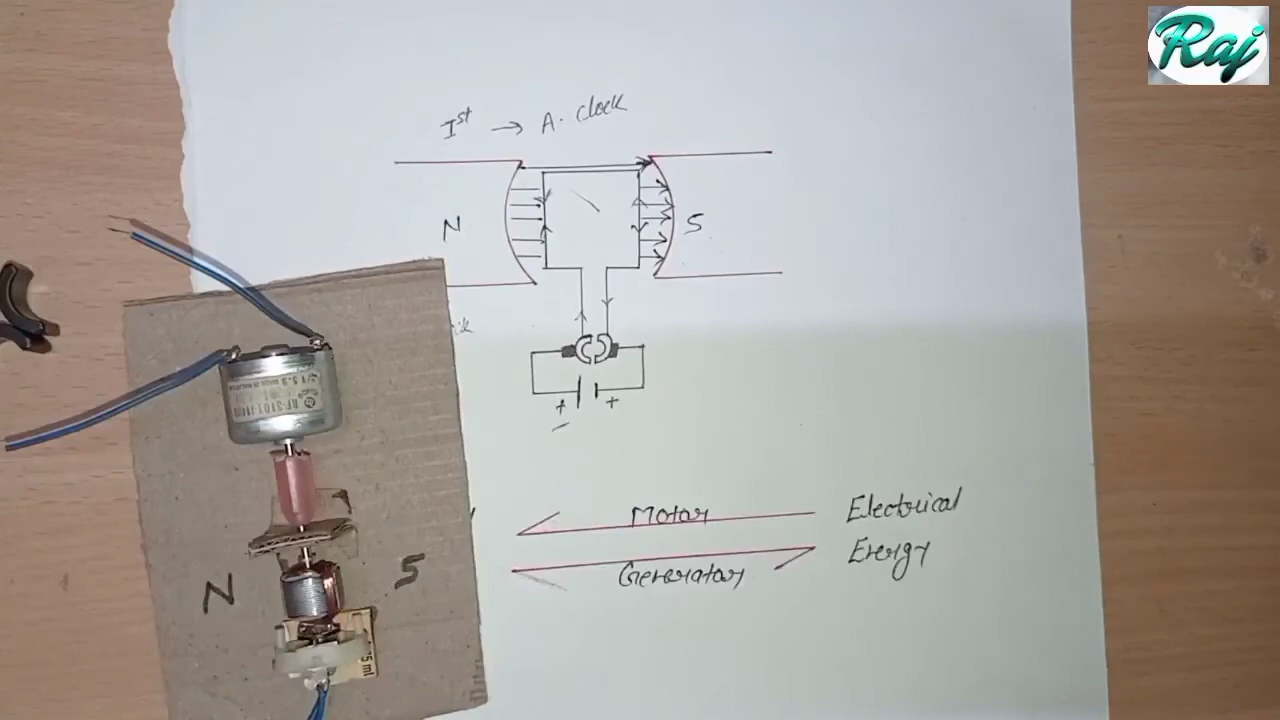 Raj
Ist → A. clock
N
S
+
+
−
Motor
Electrical
Generator
Energy
N
S